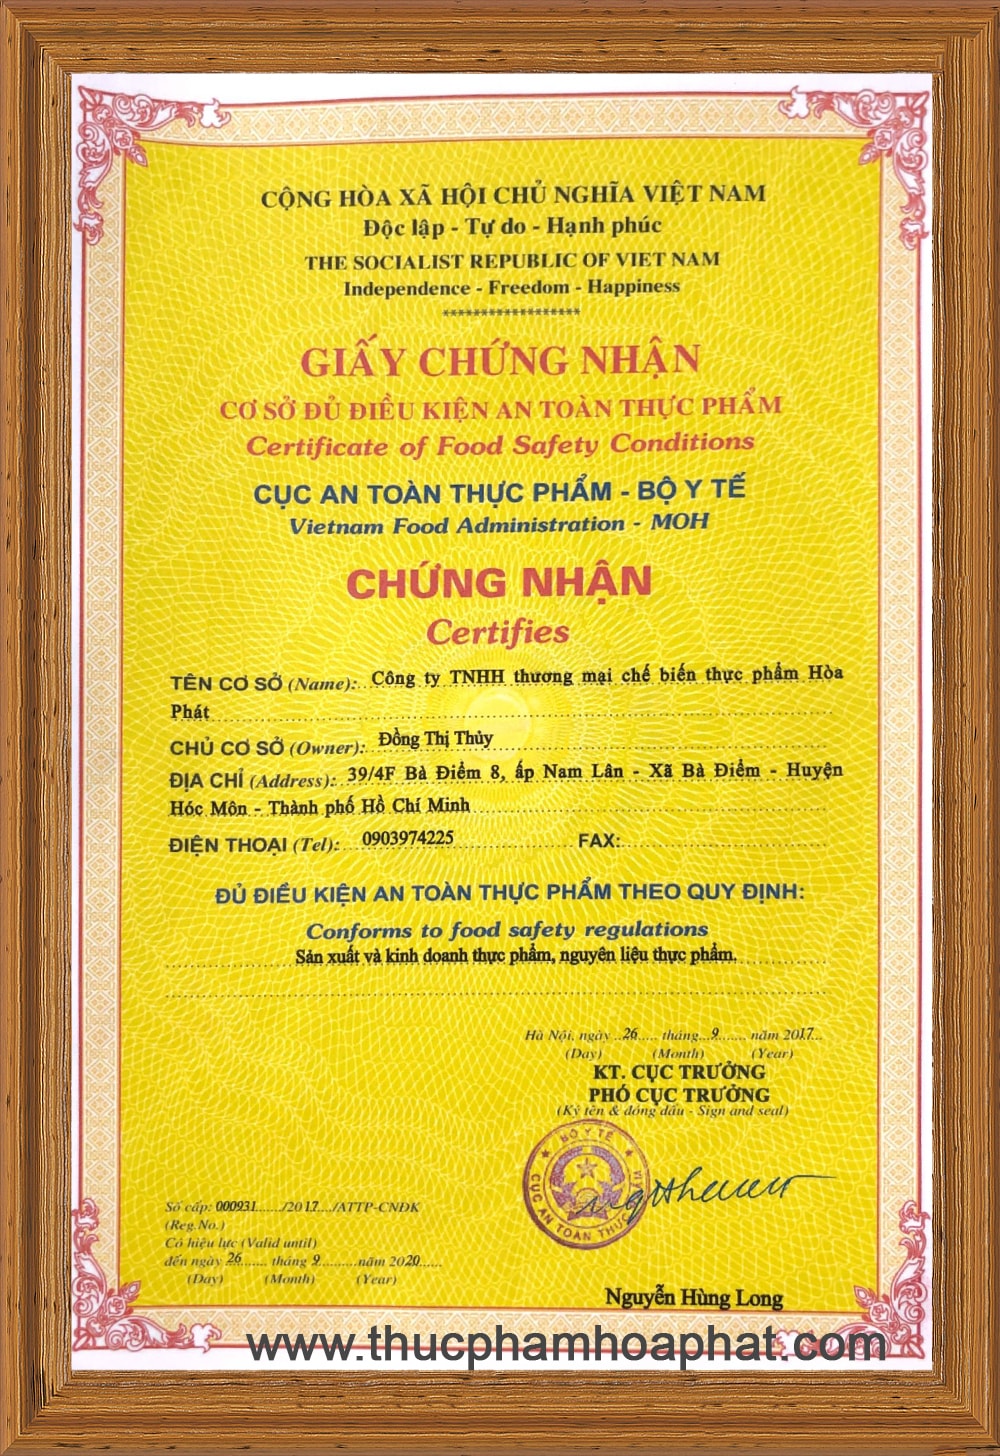 CỘNG HÒA XÃ HỘI CHỦ NGHĨA VIỆT NAM
Độc lập - Tự do - Hạnh phúc
THE SOCIALIST REPUBLIC OF VIET NAM
Independence - Freedom - Happiness
******************
GIẤY CHỨNG NHẬN
CƠ SỞ ĐỦ ĐIỀU KIỆN AN TOÀN THỰC PHẨM
Certificate of Food Safety Conditions
CỤC AN TOÀN THỰC PHẨM - BỘ Y TẾ
Vietnam Food Administration - MOH
CHỨNG NHẬN
Certifies
TÊN CƠ SỞ (Name): Công ty TNHH thương mại chế biến thực phẩm Hòa
Phát
CHỦ CƠ SỞ (Owner): Đồng Thị Thủy
ĐỊA CHỈ (Address): 39/4F Bà Điểm 8, ấp Nam Lân - Xã Bà Điểm - Huyện
Hóc Môn - Thành phố Hồ Chí Minh
ĐIỆN THOẠI (Tel): 0903974225 FAX:
ĐỦ ĐIỀU KIỆN AN TOÀN THỰC PHẨM THEO QUY ĐỊNH:
Conforms to food safety regulations
Sản xuất và kinh doanh thực phẩm, nguyên liệu thực phẩm.
Hà Nội, ngày 26 tháng 9 năm 2017
(Day) (Month) (Year)
KT. CỤC TRƯỞNG
PHÓ CỤC TRƯỞNG
(Ký tên & đóng dấu - Sign and seal)
BỘ Y TẾ
CỤC AN TOÀN THỰC
Số cấp: 000931/2017/ATTP-CNĐK
(Reg.No.)
Có hiệu lực (Valid until)
đến ngày 26 tháng 9 năm 2020
(Day) (Month) (Year)
Nguyễn Hùng Long
www.thucphamhoaphat.com